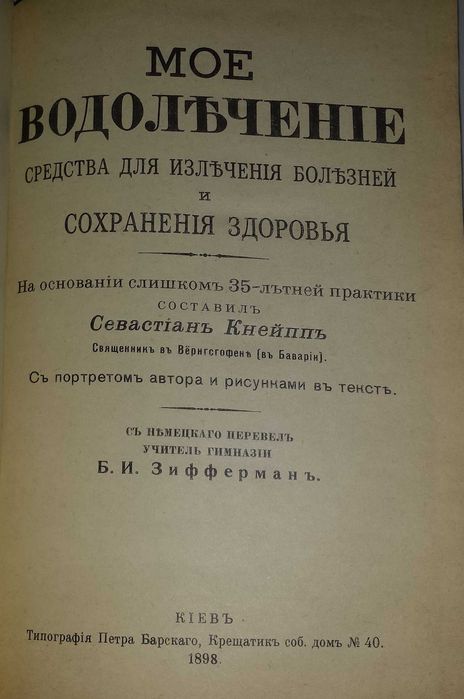 МОЕ
ВОДОЛѢЧЕНІЕ
СРЕДСТВА ДЛЯ ИЗЛѢЧЕНІЯ БОЛѢЗНЕЙ
И
СОХРАНЕНІЯ ЗДОРОВЬЯ
На основаніи слишкомъ 35-лѣтней практики
СОСТАВИЛЪ
Севастіанъ Кнейппъ
Священникъ въ Вёригсгофенѣ (въ Баваріи).
Съ портретомъ автора и рисунками въ текстѣ.
СЪ НѢМЕЦКАГО ПЕРЕВЕЛЪ
УЧИТЕЛЬ ГИМНАЗІИ
Б. И. Зифферманъ.
КІЕВЪ
Типографія Петра Барскаго, Крещатик соб. домъ № 40.
1898.